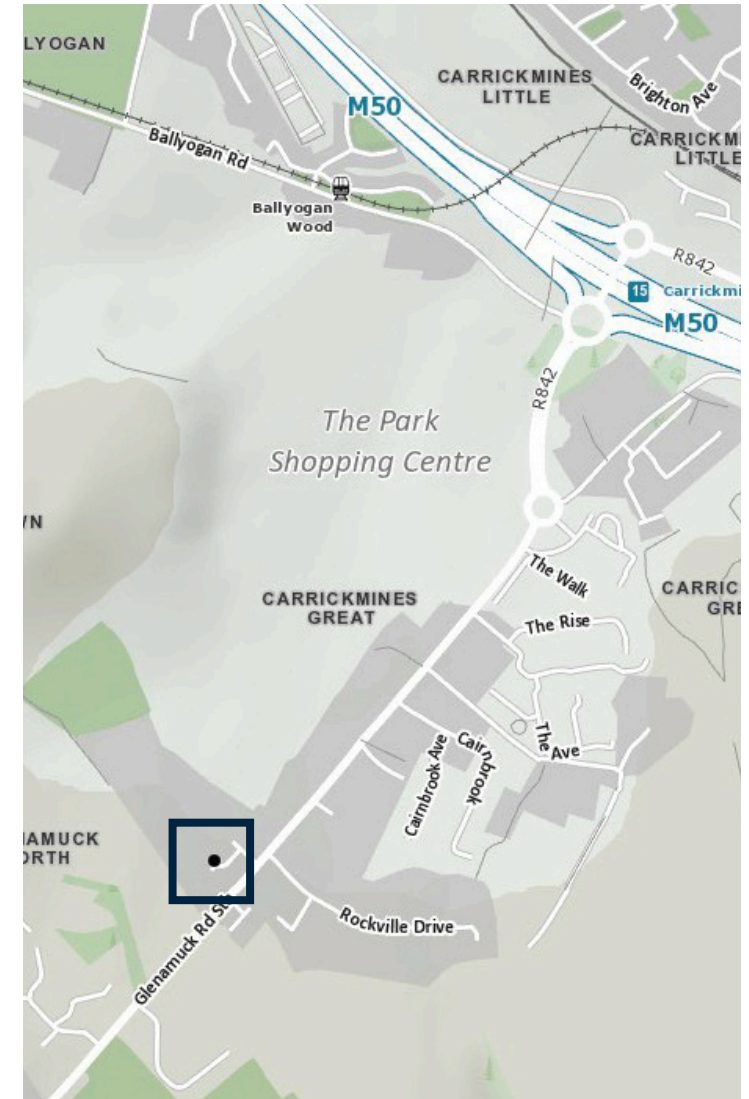 LYOGAN
CARRICKMINES
LITTLE
Brighton Ave
M50
CARRICKM
LITTLE
Ballyogan Rd
Ballyogan
Wood
R842
15 Carrickmi
M50
R842
The Park
Shopping Centre
The Walk
CARRICKMINES
GREAT
CARRIC
GRE
The Rise
The Ave
Cairnbrook Ave
Cairnbrook
AMUCK
ORTH
Rockville Drive
Glenamuck Rd Sth